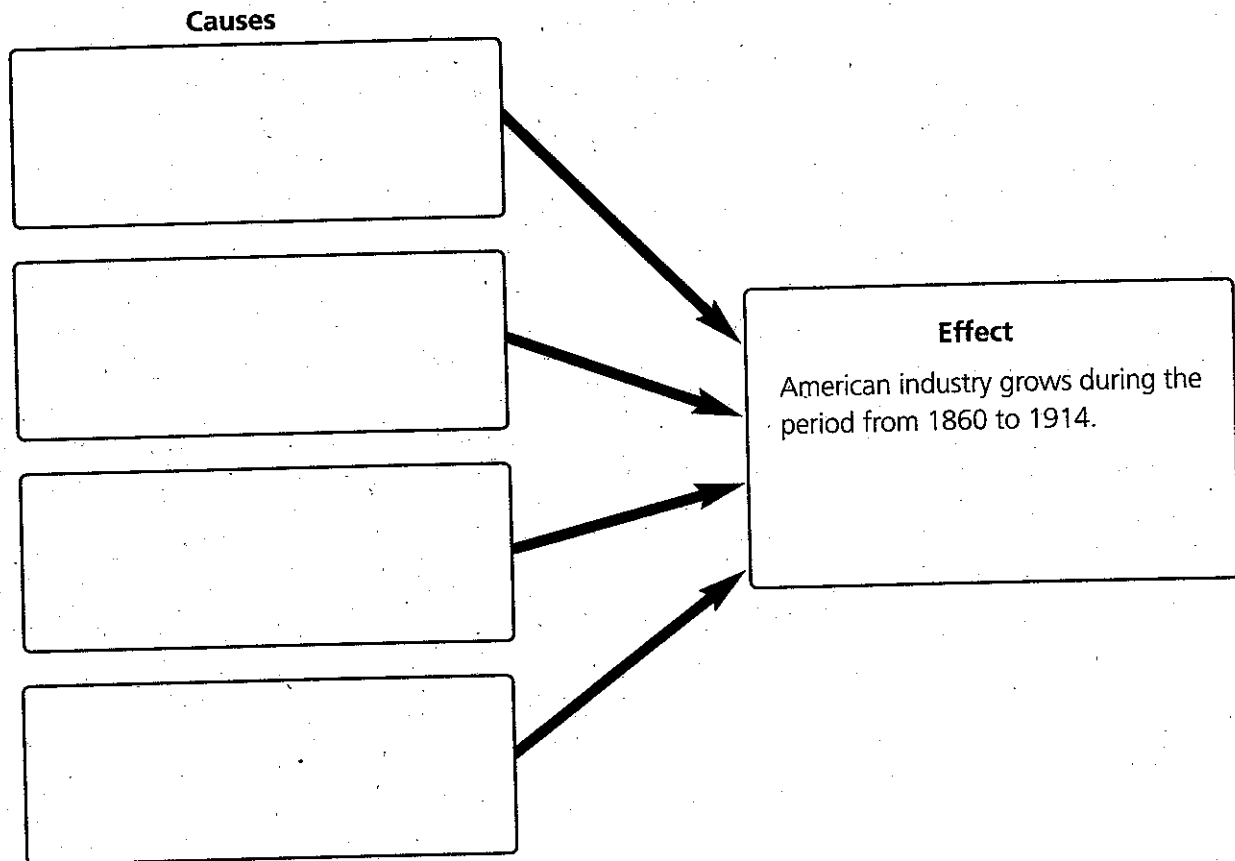 Causes
Effect
American industry grows during the
period from 1860 to 1914.